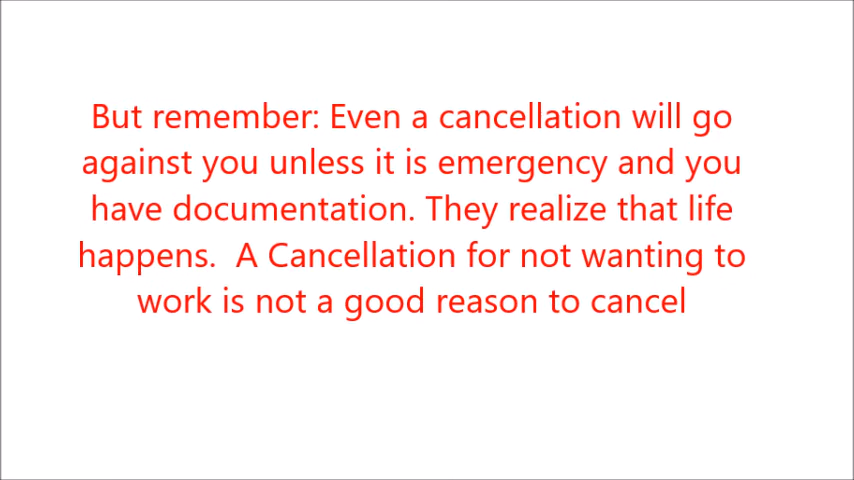 But remember: Even a cancellation will go
against you unless it is emergency and you
have documentation. They realize that life
happens.  A Cancellation for not wanting to
work is not a good reason to cancel